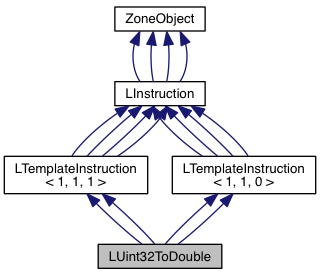 ZoneObject
LInstruction
LTemplateInstruction
< 1, 1, 1 >
LTemplateInstruction
< 1, 1, 0 >
LUint32ToDouble